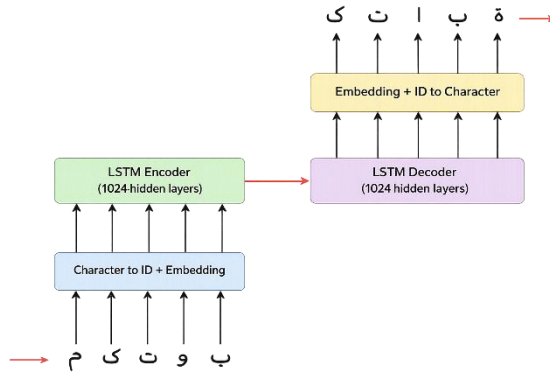 ک ت ا ب ة
Embedding + ID to Character
LSTM Encoder
(1024-hidden layers)
LSTM Decoder
(1024 hidden layers)
Character to ID + Embedding
م ک ت و ب